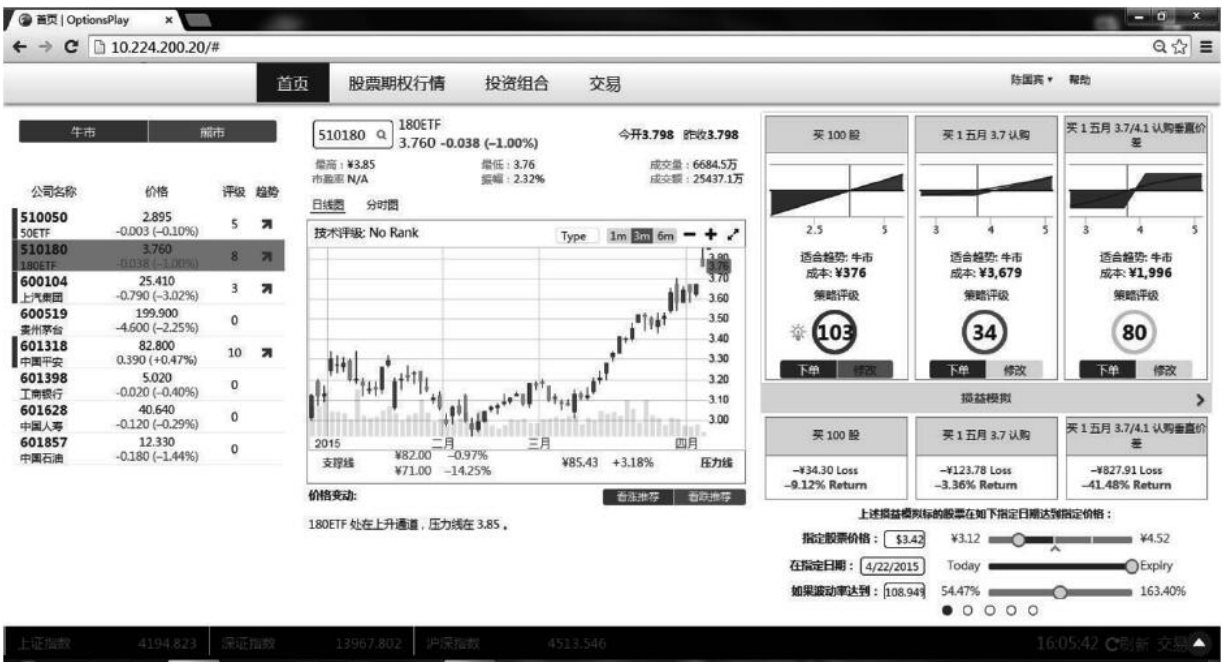 首页 | OptionsPlay
10.224.200.20/#
首页 股票期权行情 投资组合 交易 陈国宾 帮助
牛市 熊市
公司名称 价格 评级 趋势
510050 2.895
50ETF -0.003 (-0.10%) 5
510180 3.760
180ETF -0.038 (-1.00%) 8
600104 25.410
上汽集团 -0.790 (-3.02%) 3
600519 199.900
贵州茅台 -4.600 (-2.25%) 0
601318 82.800
中国平安 0.390 (+0.47%) 10
601398 5.020
工商银行 -0.020 (-0.40%) 0
601628 40.640
中国人寿 -0.120 (-0.29%) 0
601857 12.330
中国石油 -0.180 (-1.44%) 0
510180 180ETF
3.760 -0.038 (-1.00%) 今开3.798 昨收3.798
最高:¥3.85 最低:3.76 成交量:6684.5万
市盈率 N/A 振幅:2.32% 成交额:25437.1万
日线图 分时图
技术评级: No Rank Type 1m 3m 6m
3.80
3.76
3.70
3.60
3.50
3.40
3.30
3.20
3.10
3.00
2015 二月 三月 四月
支撑线 ¥82.00 -0.97% ¥85.43 +3.18% 压力线
¥71.00 -14.25%
价格变动: 看涨推荐 看跌推荐
180ETF 处在上升通道,压力线在 3.85 。
买 100 股 买 1 五月 3.7 认购 买 1 五月 3.7/4.1 认购垂直价差
2.5 5 3 4 5 3 4 5
适合趋势: 牛市 适合趋势: 牛市 适合趋势: 牛市
成本: ¥376 成本: ¥3,679 成本: ¥1,996
策略评级 策略评级 策略评级
103 34 80
下单 修改 下单 修改 下单 修改
损益模拟
买 100 股 买 1 五月 3.7 认购 买 1 五月 3.7/4.1 认购垂直价差
-¥34.30 Loss -¥123.78 Loss -¥827.91 Loss
-9.12% Return -3.36% Return -41.48% Return
上述损益模拟标的股票在如下指定日期达到指定价格:
指定股票价格: $3.42 ¥3.12 ¥4.52
在指定日期: 4/22/2015 Today Expiry
如果波动率达到: 108.949 54.47% 163.40%
上证指数 4194.823 深证指数 13967.802 沪深指数 4513.546 16:05:42 刷新 交易